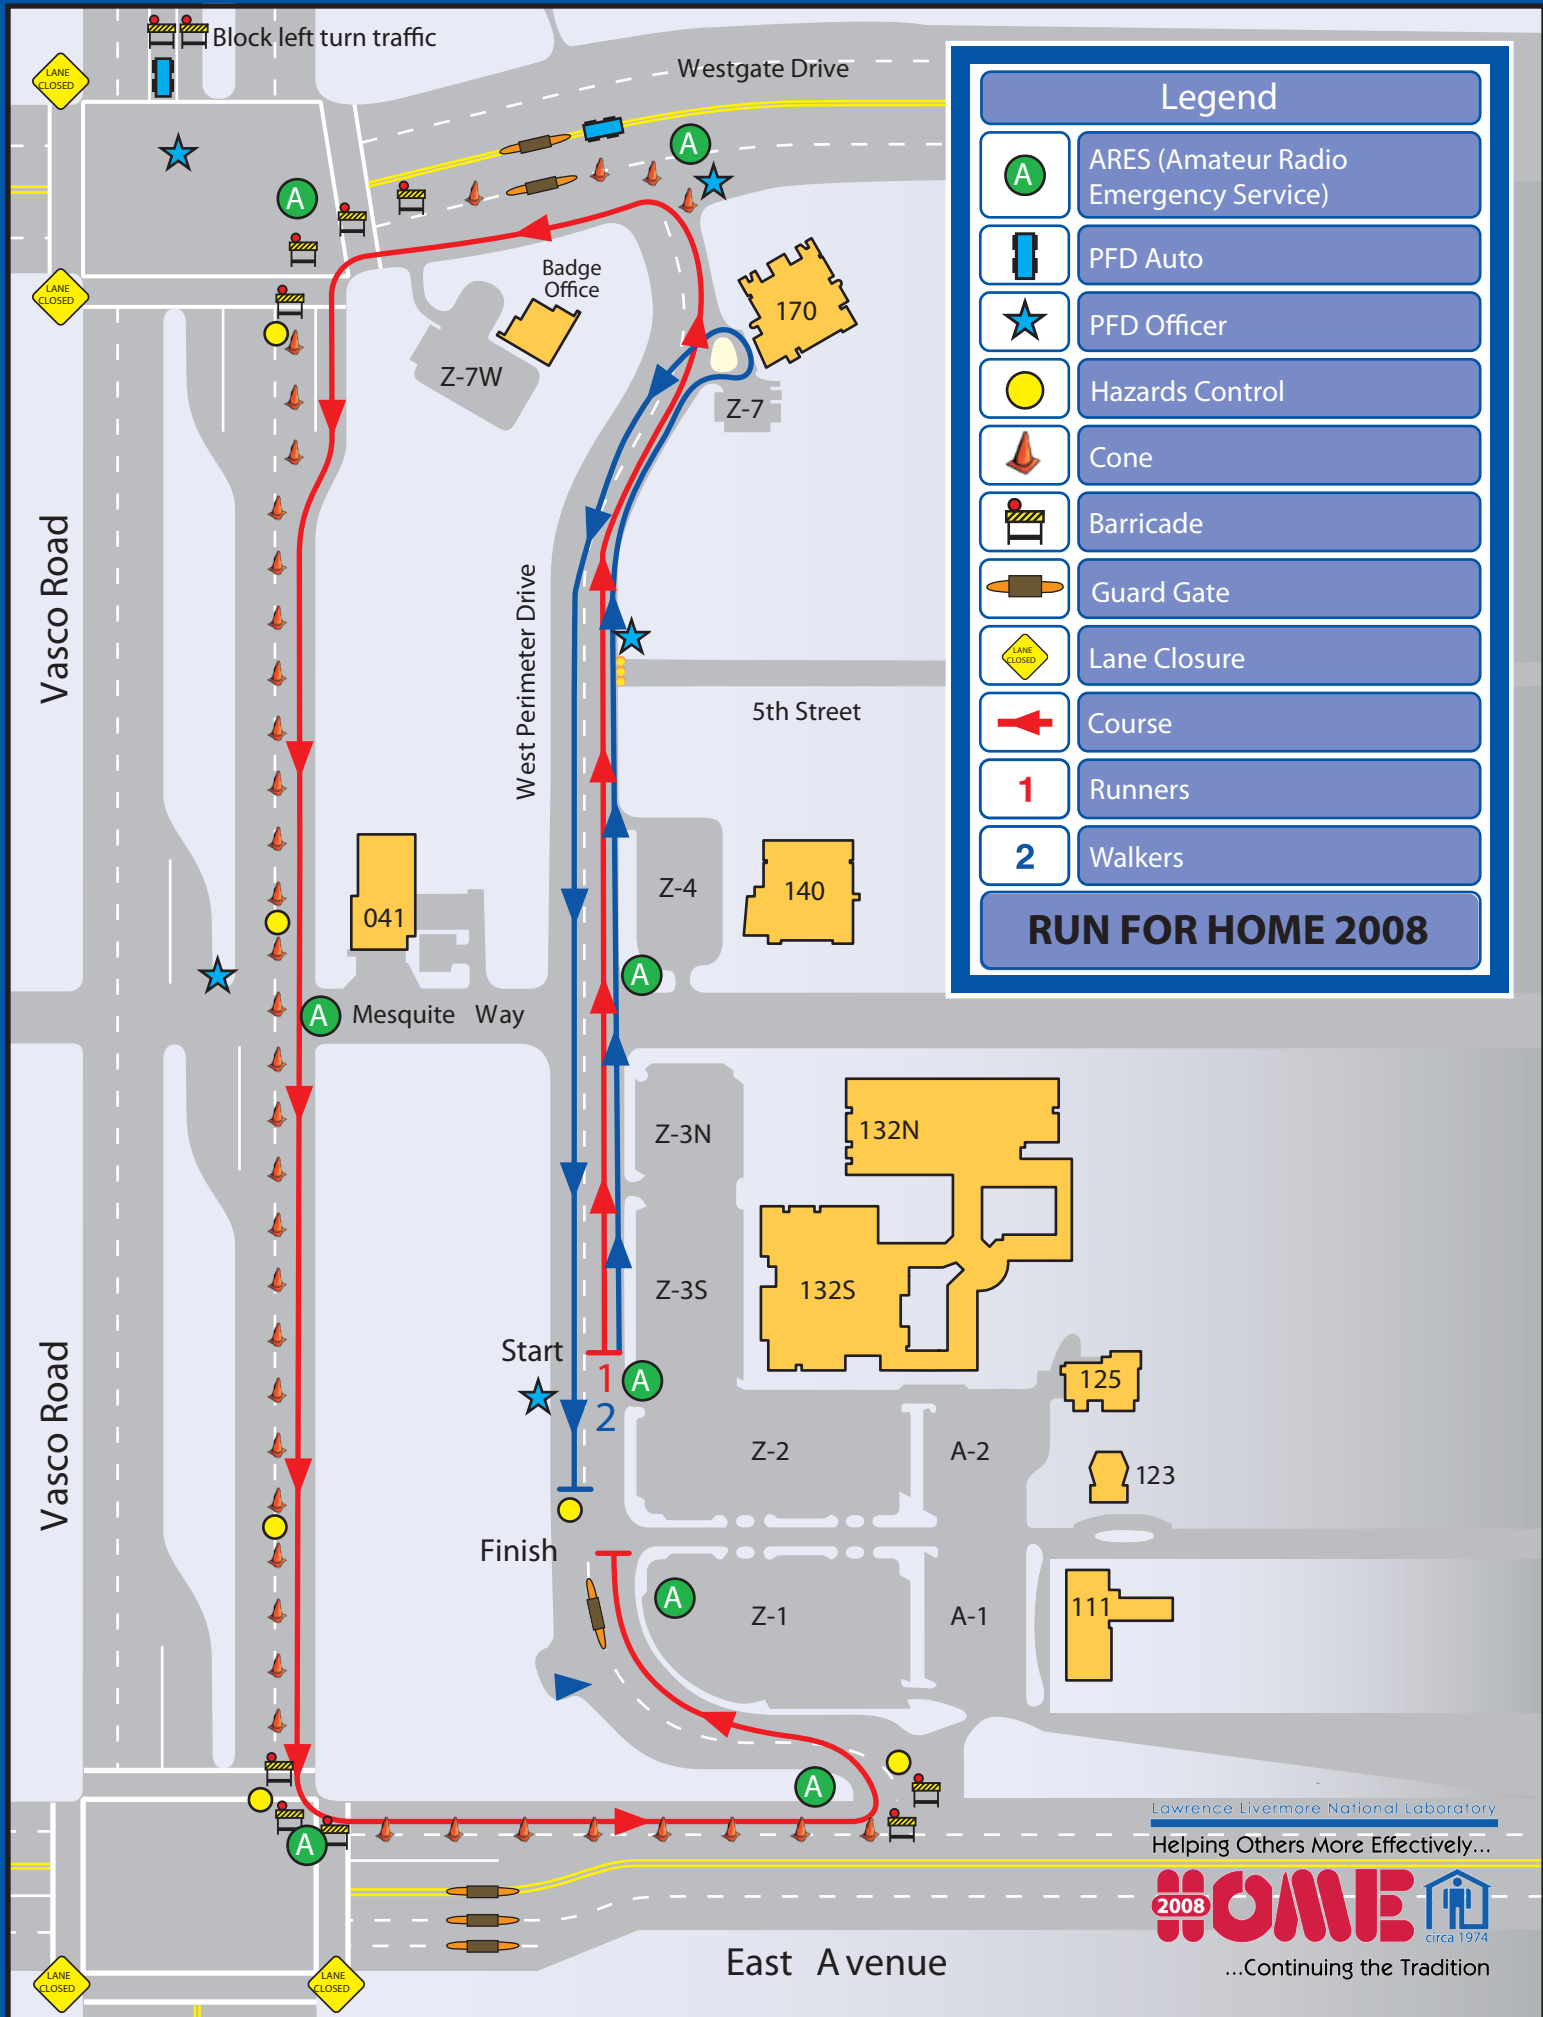 Block left turn traffic
LANE
CLOSED
Westgate Drive
A
A
LANE
CLOSED
Badge
Office
170
Z-7W
Z-7
Vasco Road
West Perimeter Drive
5th Street
041
Z-4
140
A
A
Mesquite Way
Z-3N
132N
Z-3S
132S
Vasco Road
Start
1
A
2
125
Z-2
A-2
123
Finish
A
Z-1
A-1
111
A
A
LANE
CLOSED
LANE
CLOSED
East Avenue
Legend
A
ARES (Amateur Radio
Emergency Service)
PFD Auto
PFD Officer
Hazards Control
Cone
Barricade
Guard Gate
LANE
CLOSED
Lane Closure
Course
1
Runners
2
Walkers
RUN FOR HOME 2008
Lawrence Livermore National Laboratory
Helping Others More Effectively...
2008
HOME
circa 1974
...Continuing the Tradition